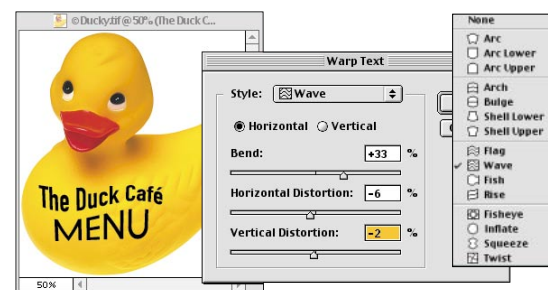 © Ducky.tif @ 50% (The Duck C...
The Duck Café
MENU
50%
Warp Text
Style: Wave
Horizontal Vertical
Bend: +33 %
Horizontal Distortion: -6 %
Vertical Distortion: -2 %
None
Arc
Arc Lower
Arc Upper
Arch
Bulge
Shell Lower
Shell Upper
Flag
✓ Wave
Fish
Rise
Fisheye
Inflate
Squeeze
Twist